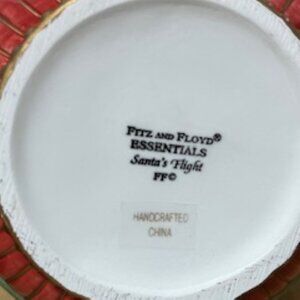 FITZ AND FLOYD®
ESSENTIALS
Santa's Flight
FF©
HANDCRAFTED
CHINA